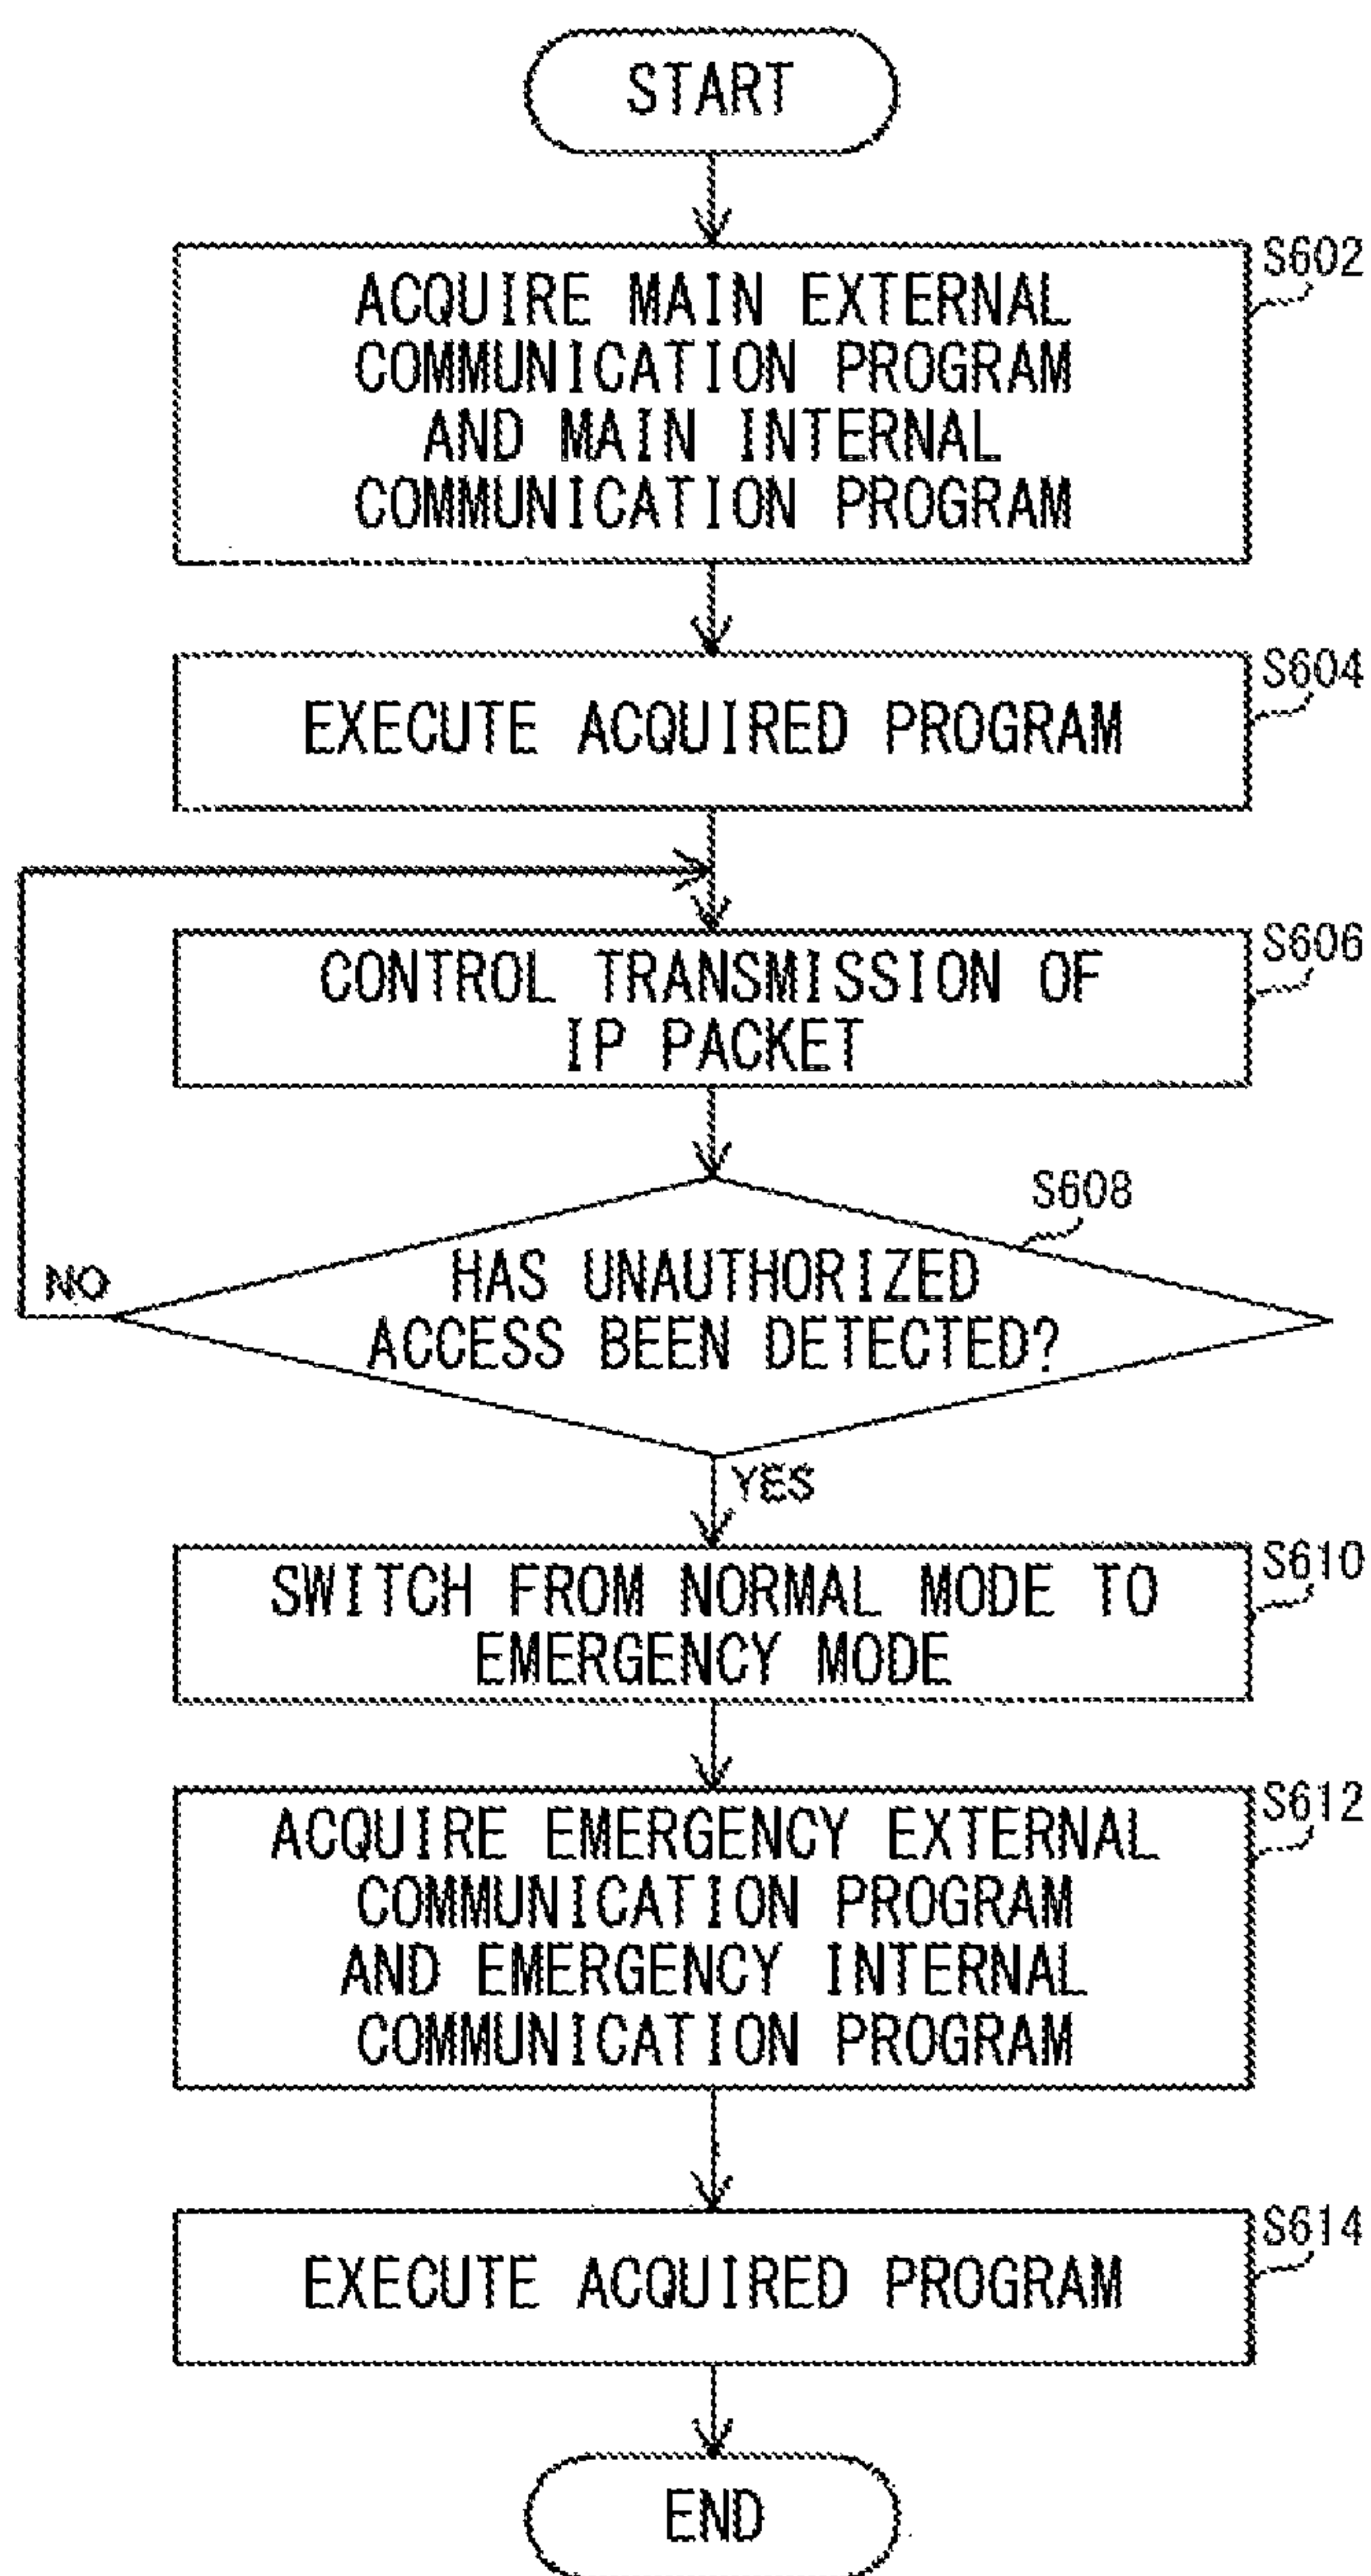 START
S602
ACQUIRE MAIN EXTERNAL
COMMUNICATION PROGRAM
AND MAIN INTERNAL
COMMUNICATION PROGRAM
S604
EXECUTE ACQUIRED PROGRAM
S606
CONTROL TRANSMISSION OF
IP PACKET
S608
HAS UNAUTHORIZED
ACCESS BEEN DETECTED?
NO
YES
S610
SWITCH FROM NORMAL MODE TO
EMERGENCY MODE
S612
ACQUIRE EMERGENCY EXTERNAL
COMMUNICATION PROGRAM
AND EMERGENCY INTERNAL
COMMUNICATION PROGRAM
S614
EXECUTE ACQUIRED PROGRAM
END